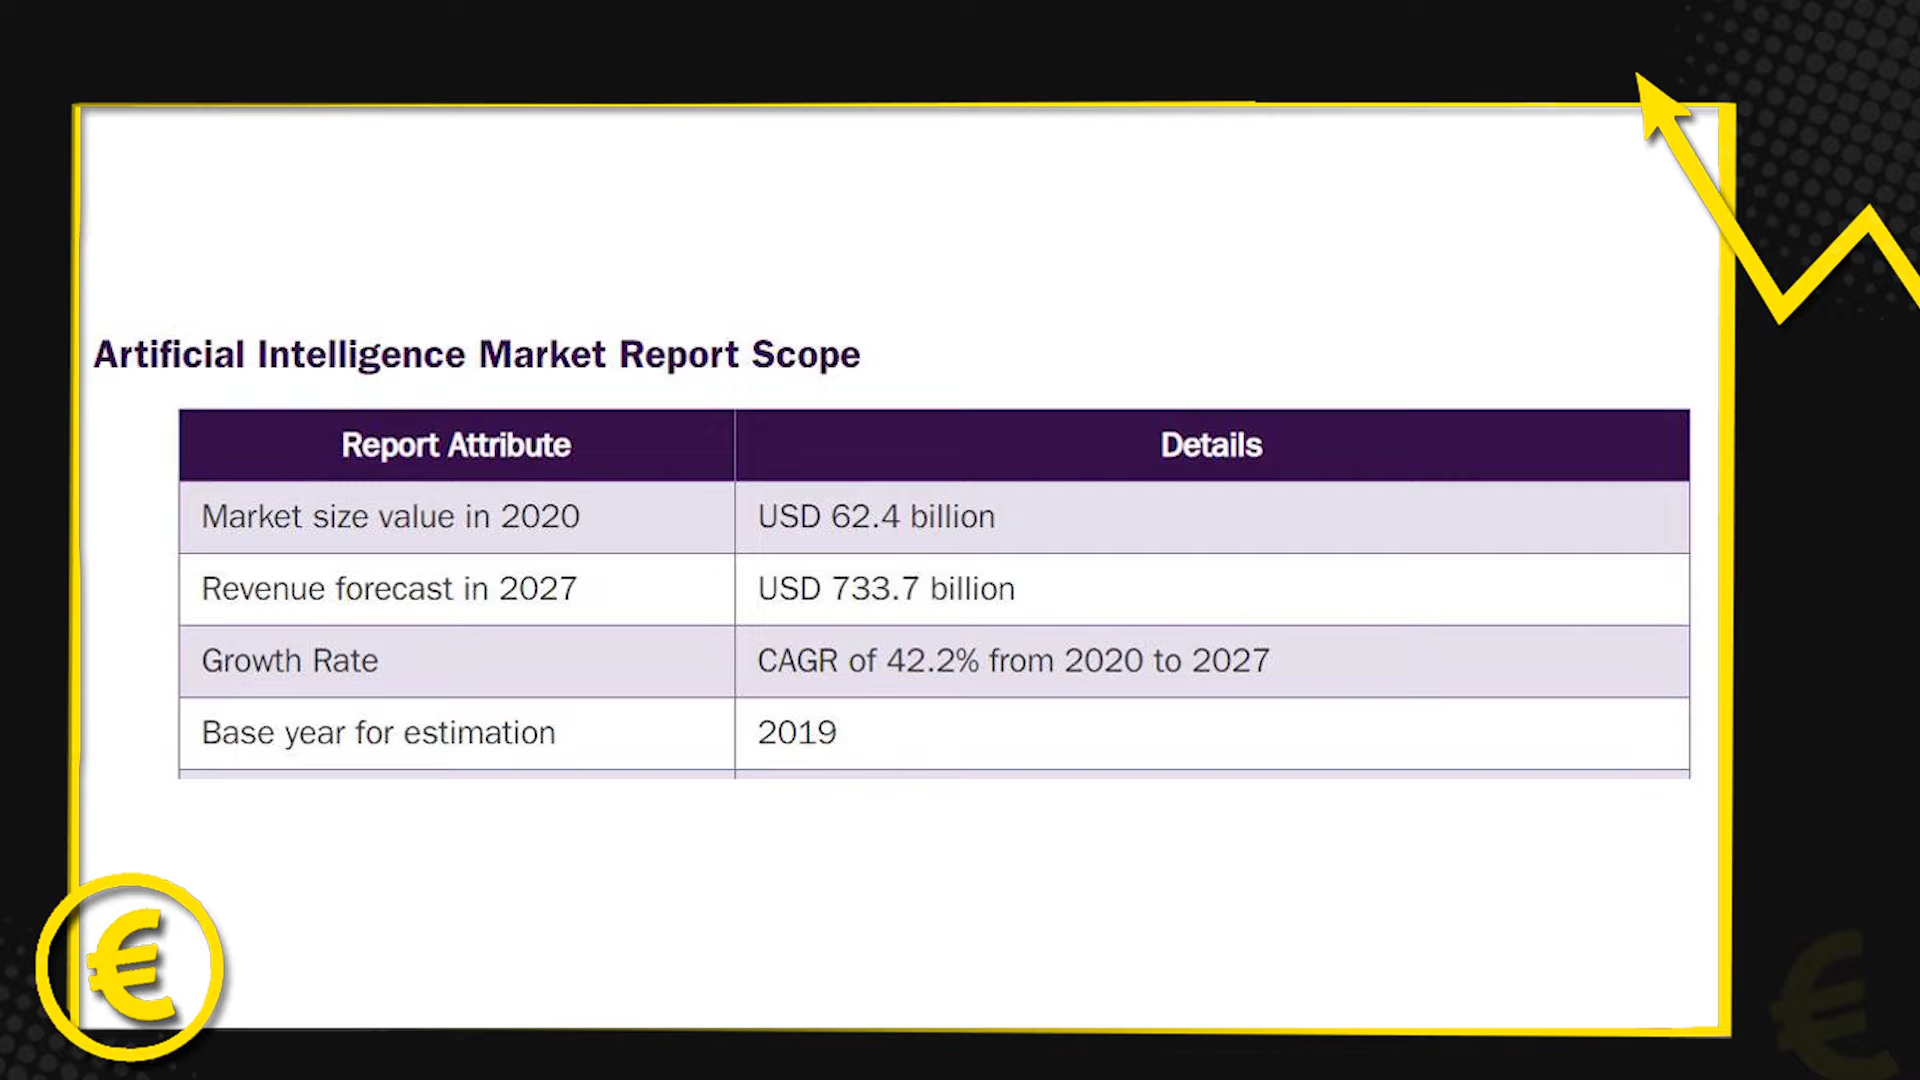 Artificial Intelligence Market Report Scope
Report Attribute Details
Market size value in 2020 USD 62.4 billion
Revenue forecast in 2027 USD 733.7 billion
Growth Rate CAGR of 42.2% from 2020 to 2027
Base year for estimation 2019
€
€